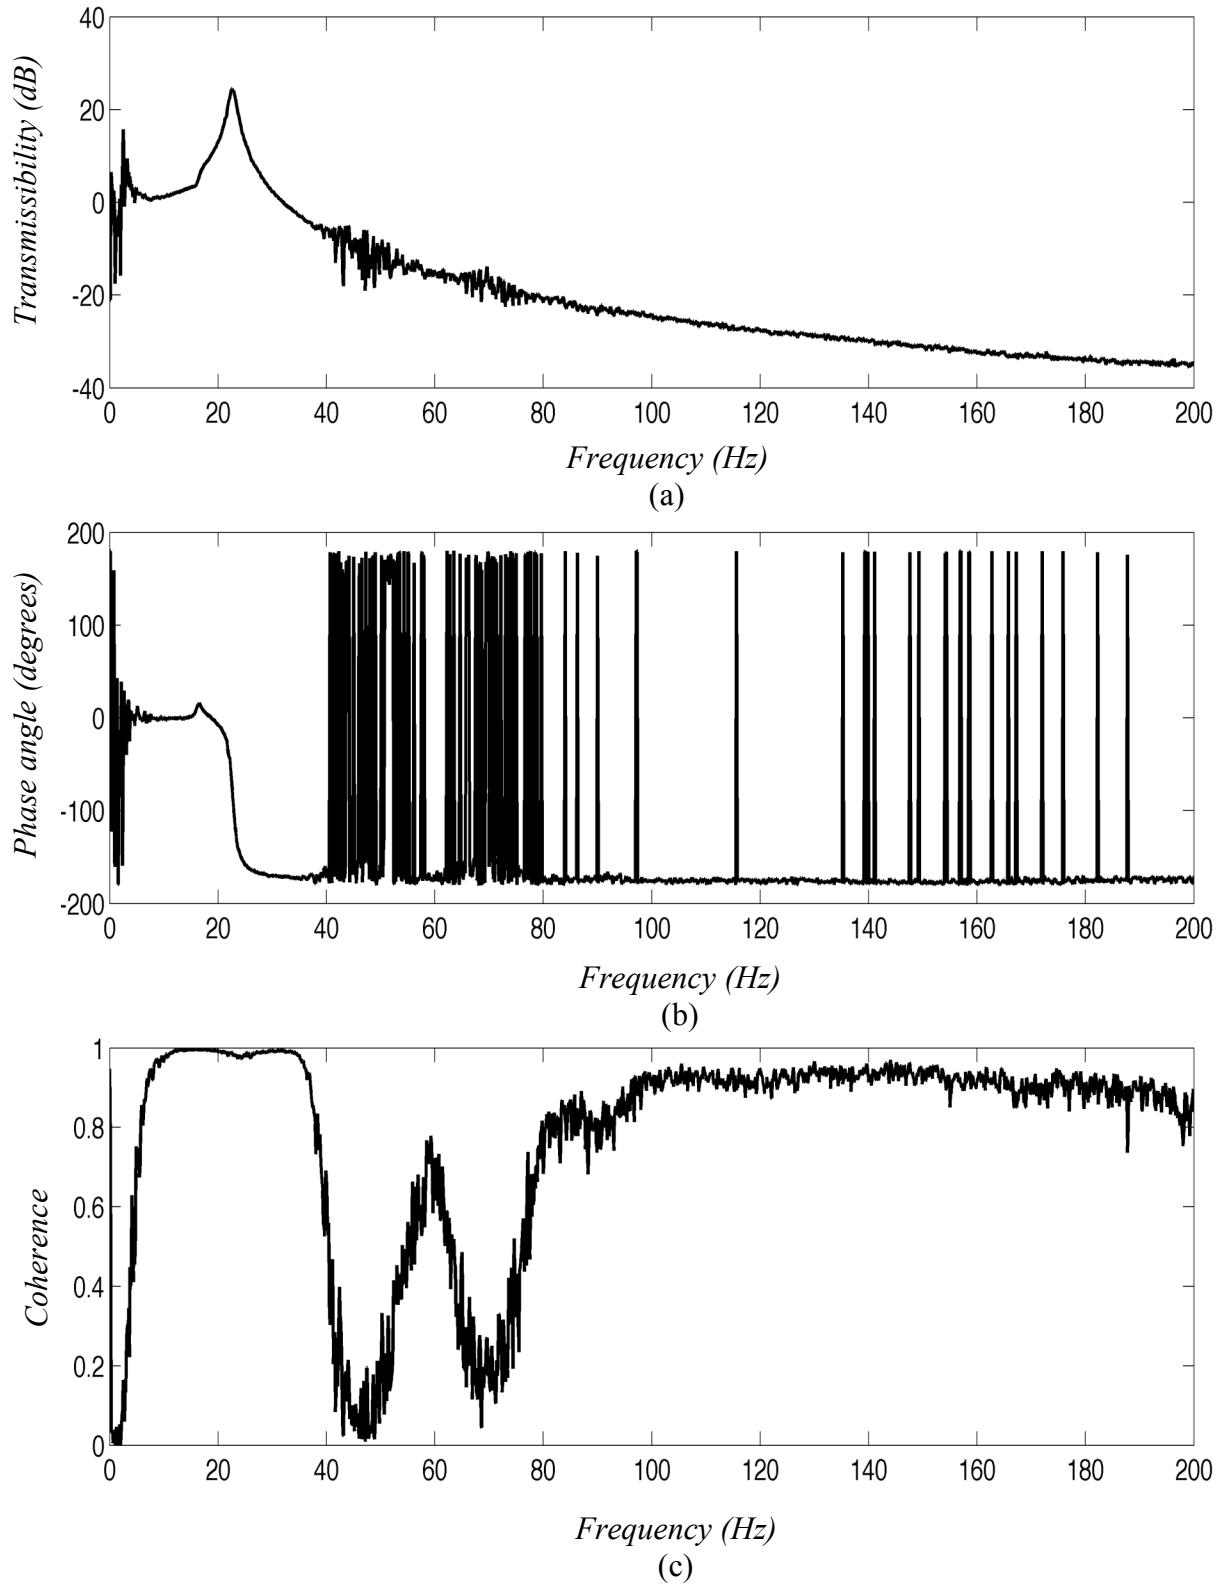 40
20
0
-20
-40
Transmissibility (dB)
0 20 40 60 80 100 120 140 160 180 200
Frequency (Hz)
(a)
200
100
0
-100
-200
Phase angle (degrees)
0 20 40 60 80 100 120 140 160 180 200
Frequency (Hz)
(b)
1
0.8
0.6
0.4
0.2
0
Coherence
0 20 40 60 80 100 120 140 160 180 200
Frequency (Hz)
(c)